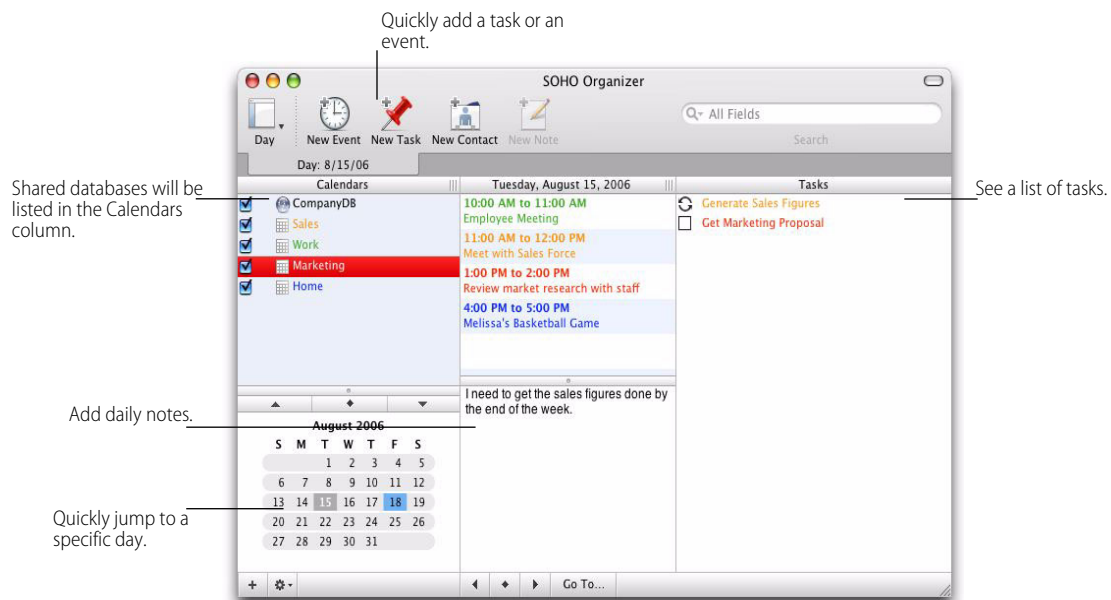 Quickly add a task or an
event.
SOHO Organizer
Day
New Event
New Task
New Contact
New Note
All Fields
Search
Day: 8/15/06
Shared databases will be
listed in the Calendars
column.
Calendars
CompanyDB
Sales
Work
Marketing
Home
Tuesday, August 15, 2006
10:00 AM to 11:00 AM
Employee Meeting
11:00 AM to 12:00 PM
Meet with Sales Force
1:00 PM to 2:00 PM
Review market research with staff
4:00 PM to 5:00 PM
Melissa's Basketball Game
Tasks
Generate Sales Figures
Get Marketing Proposal
See a list of tasks.
Add daily notes.
I need to get the sales figures done by
the end of the week.
August 2006
S M T W T F S
1 2 3 4 5
6 7 8 9 10 11 12
13 14 15 16 17 18 19
20 21 22 23 24 25 26
27 28 29 30 31
Quickly jump to a
specific day.
Go To...